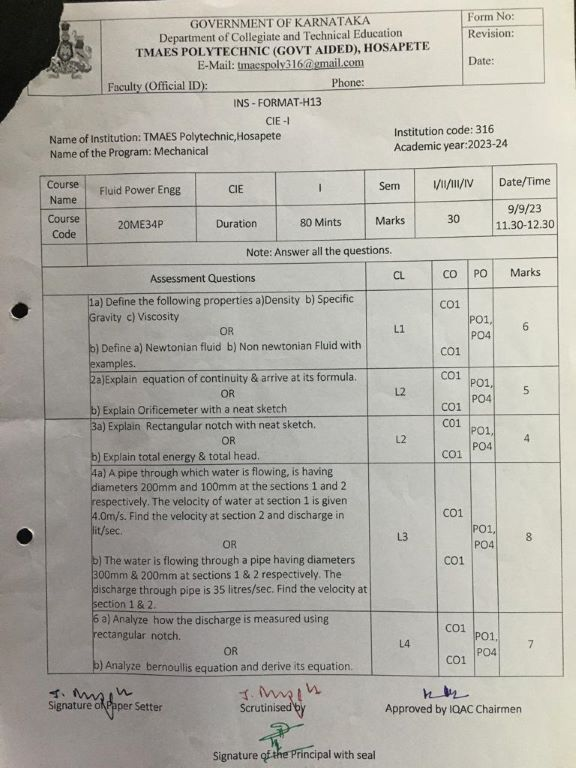 GOVERNMENT OF KARNATAKA
Department of Collegiate and Technical Education
TMAES POLYTECHNIC (GOVT AIDED), HOSAPETE
E-Mail: tmaespoly316@gmail.com
Faculty (Official ID): Phone:
Form No:
Revision:
Date:
INS - FORMAT-H13
CIE -I
Name of Institution: TMAES Polytechnic,Hosapete
Institution code: 316
Name of the Program: Mechanical
Academic year:2023-24
Course Name Fluid Power Engg CIE I Sem I/II/III/IV Date/Time
Course Code 20ME34P Duration 80 Mints Marks 30 9/9/23 11.30-12.30
Note: Answer all the questions.
Assessment Questions CL CO PO Marks
1a) Define the following properties a)Density b) Specific
Gravity c) Viscosity
OR
b) Define a) Newtonian fluid b) Non newtonian Fluid with
examples.
L1 CO1 CO1 PO1, PO4 6
2a)Explain equation of continuity & arrive at its formula.
OR
b) Explain Orificemeter with a neat sketch
L2 CO1 CO1 PO1, PO4 5
3a) Explain Rectangular notch with neat sketch.
OR
b) Explain total energy & total head.
L2 CO1 CO1 PO1, PO4 4
4a) A pipe through which water is flowing, is having
diameters 200mm and 100mm at the sections 1 and 2
respectively. The velocity of water at section 1 is given
4.0m/s. Find the velocity at section 2 and discharge in
lit/sec.
OR
b) The water is flowing through a pipe having diameters
300mm & 200mm at sections 1 & 2 respectively. The
discharge through pipe is 35 litres/sec. Find the velocity at
section 1 & 2.
L3 CO1 CO1 PO1, PO4 8
6 a) Analyze how the discharge is measured using
rectangular notch.
OR
b) Analyze bernoullis equation and derive its equation.
L4 CO1 CO1 PO1, PO4 7
Signature of Paper Setter
Scrutinised by
Approved by IQAC Chairmen
Signature of the Principal with seal